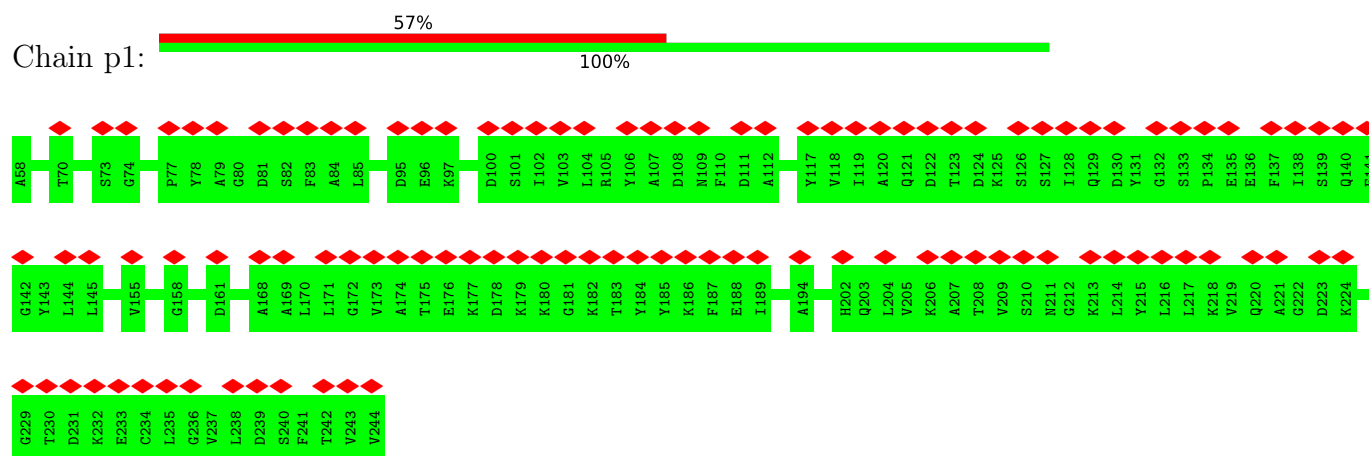 57%
Chain p1:
100%
A58 T70 S73 G74 P77 Y78 A79 G80 D81 S82 F83 A84 L85 D95 E96 K97 D100 S101 I102 V103 L104 R105 Y106 A107 D108 N109 F110 D111 A112 Y117 V118 I119 A120 Q121 D122 T123 D124 K125 S126 S127 I128 Q129 D130 Y131 G132 S133 P134 E135 E136 F137 I138 S139 Q140
G142 Y143 L144 L145 V155 G158 D161 A168 A169 L170 L171 G172 V173 A174 T175 E176 K177 D178 K179 K180 G181 K182 T183 Y184 Y185 K186 F187 E188 I189 A194 H202 Q203 L204 V205 K206 A207 T208 V209 S210 N211 G212 K213 L214 Y215 L216 L217 K218 V219 Q220 A221 G222 D223 K224
G229 T230 D231 K232 E233 C234 L235 G236 V237 L238 D239 S240 F241 T242 V243 V244